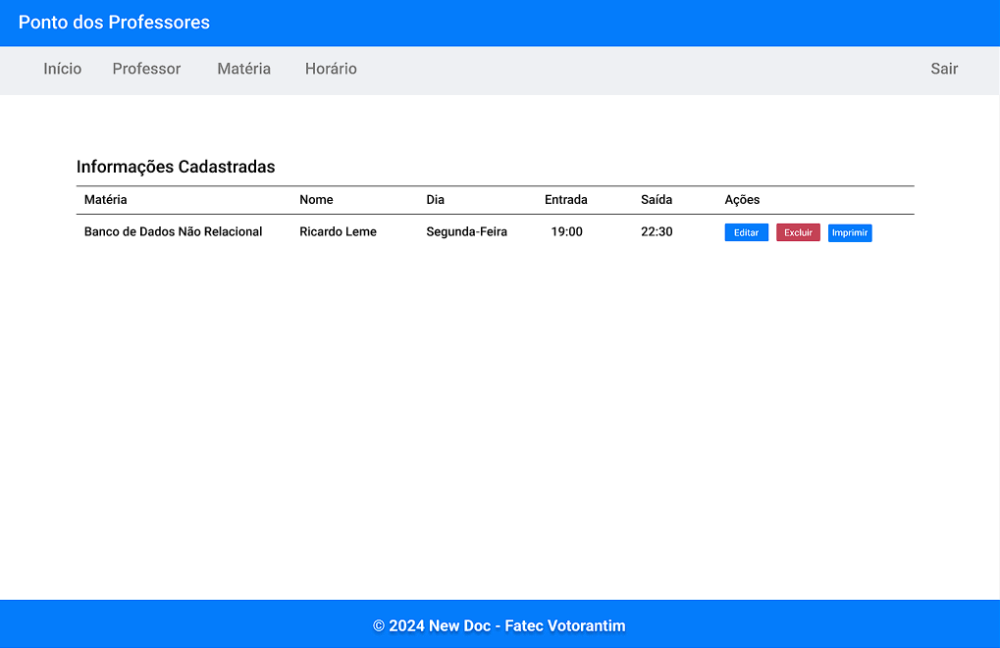 Ponto dos Professores
Início Professor Matéria Horário Sair
Informações Cadastradas
Matéria Nome Dia Entrada Saída Ações
Banco de Dados Não Relacional Ricardo Leme Segunda-Feira 19:00 22:30 Editar Excluir Imprimir
© 2024 New Doc - Fatec Votorantim